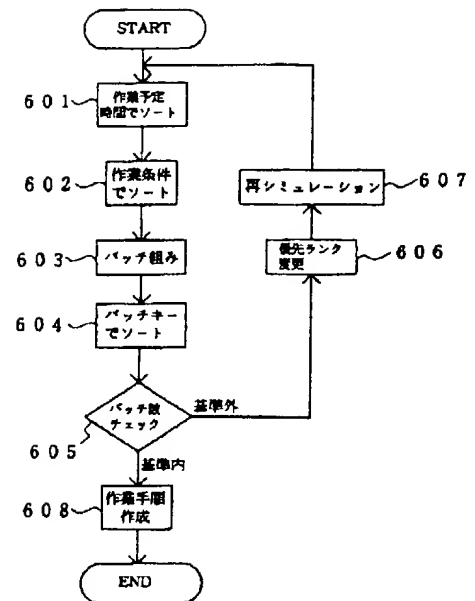 START
601
作業予定
時間でソート
602
作業条件
でソート
再シミュレーション
607
603
バッチ組み
優先ランク
変更
606
604
バッチキー
でソート
バッチ数
チェック
基準外
605
基準内
608
作業手順
作成
END